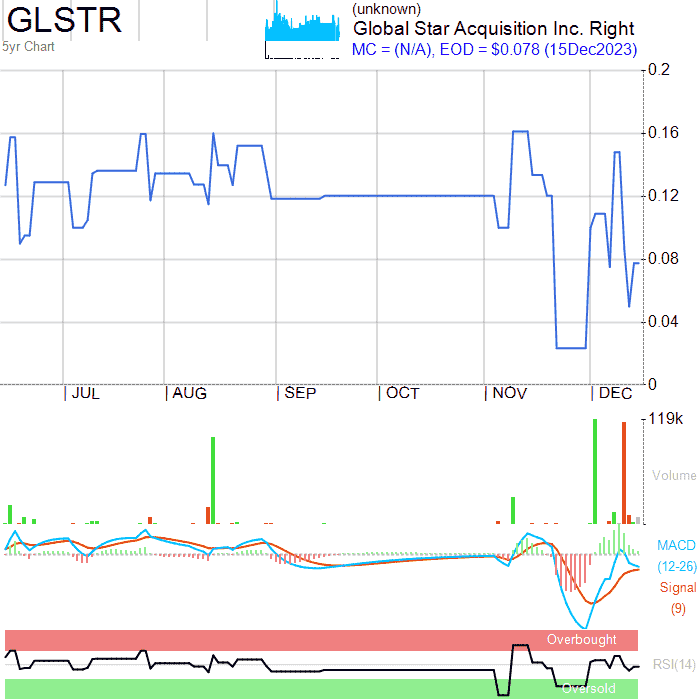 GLSTR
5yr Chart
(unknown)
Global Star Acquisition Inc. Right
MC = (N/A), EOD = $0.078 (15Dec2023)
0.2
0.16
0.12
0.08
0.04
0
JUL AUG SEP OCT NOV DEC
119k
Volume
MACD
(12-26)
Signal
(9)
Overbought
RSI(14)
Oversold